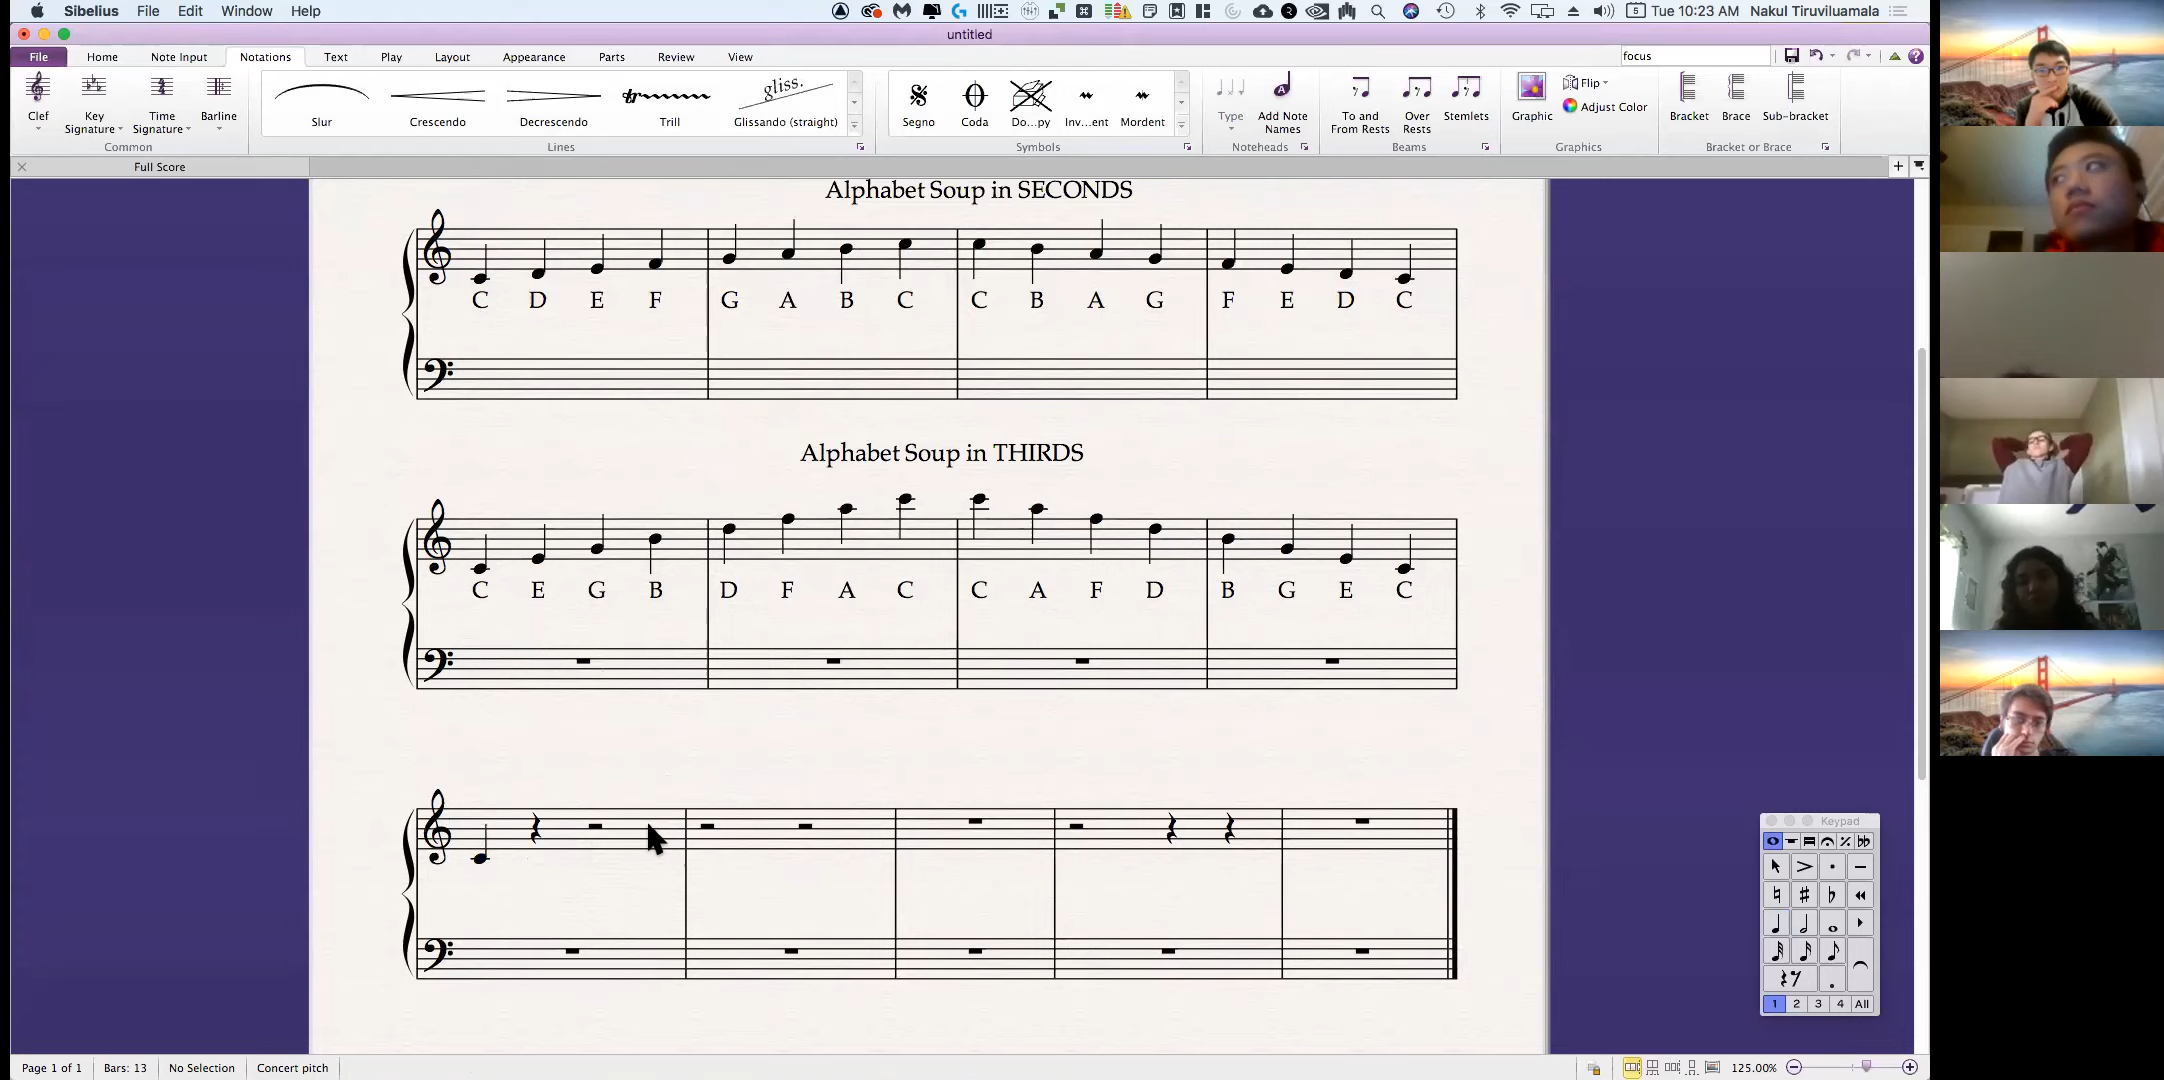 Sibelius File Edit Window Help
5 Tue 10:23 AM Nakul Tiruviluamala
untitled
File Home Note Input Notations Text Play Layout Appearance Parts Review View
focus
gliss.
Clef Key Signature Time Signature Barline
Slur Crescendo Decrescendo Trill Glissando (straight)
Segno Coda Do...py Inv...ent Mordent
Type Add Note Names
To and From Rests Over Rests Stemlets
Graphic Flip Adjust Color
Bracket Brace Sub-bracket
Common Lines Symbols Noteheads Beams Graphics Bracket or Brace
Full Score
Alphabet Soup in SECONDS
C D E F G A B C C B A G F E D C
Alphabet Soup in THIRDS
C E G B D F A C C A F D B G E C
Keypad
1 2 3 4 All
Page 1 of 1 Bars: 13 No Selection Concert pitch
125.00%